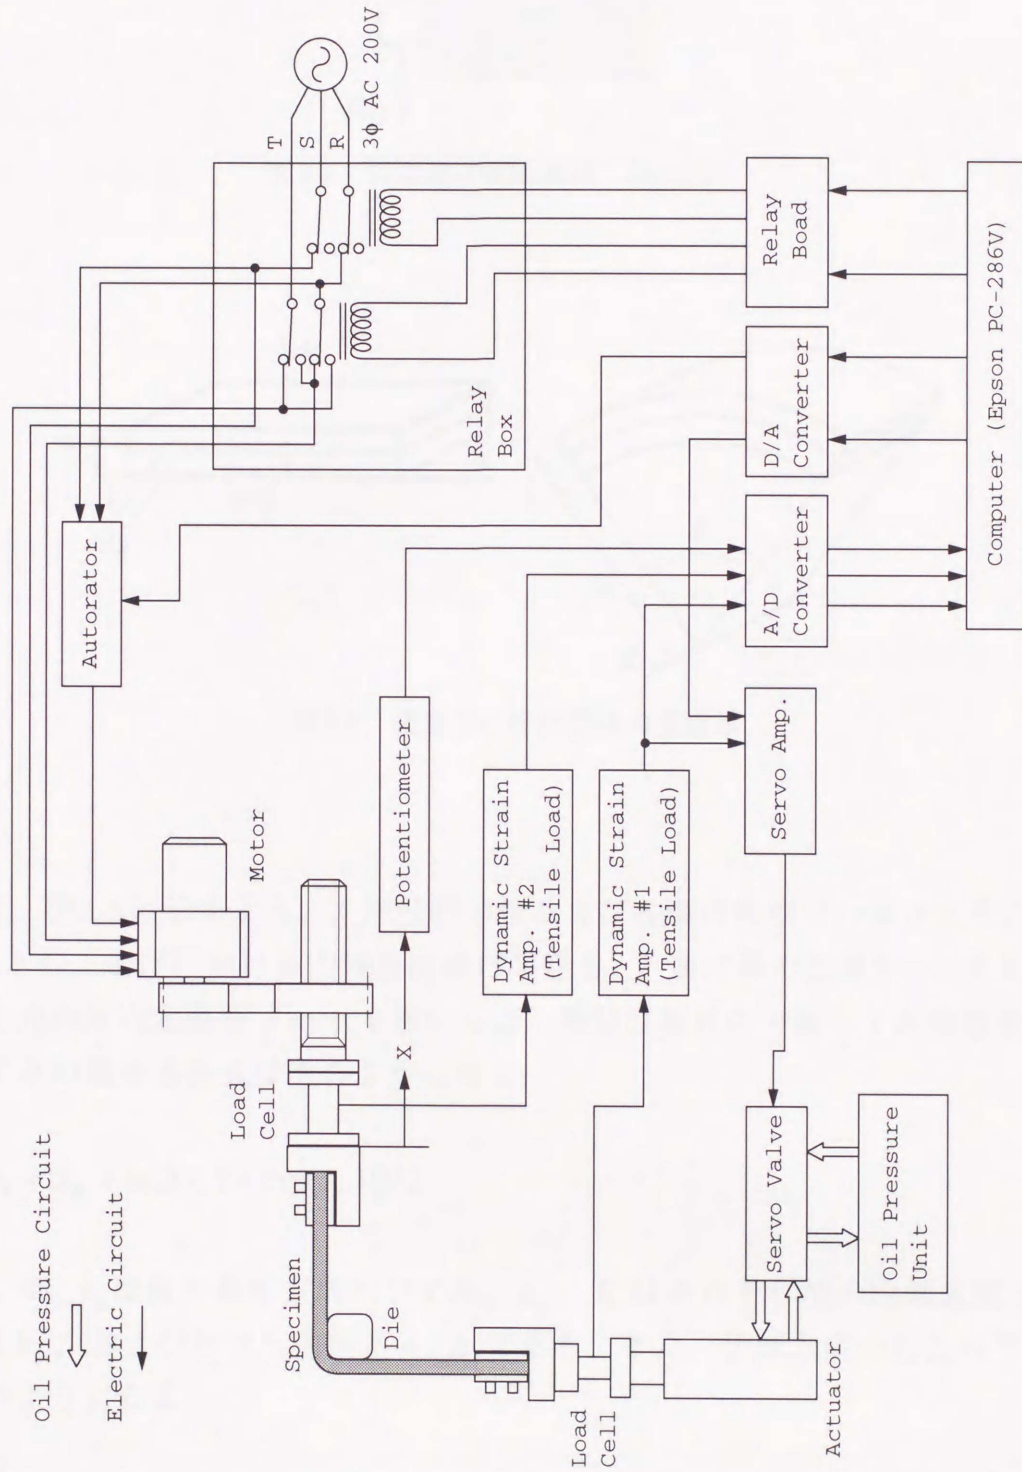 Oil Pressure Circuit
Electric Circuit
Specimen
Die
Load
Cell
Load
Cell
Actuator
X
Motor
Autorator
Potentiometer
Dynamic Strain
Amp. #2
(Tensile Load)
Dynamic Strain
Amp. #1
(Tensile Load)
Servo Valve
Oil Pressure
Unit
Servo Amp.
A/D
Converter
D/A
Converter
Relay
Boad
Relay
Box
T
S
R
3ϕ AC 200V
Computer (Epson PC-286V)